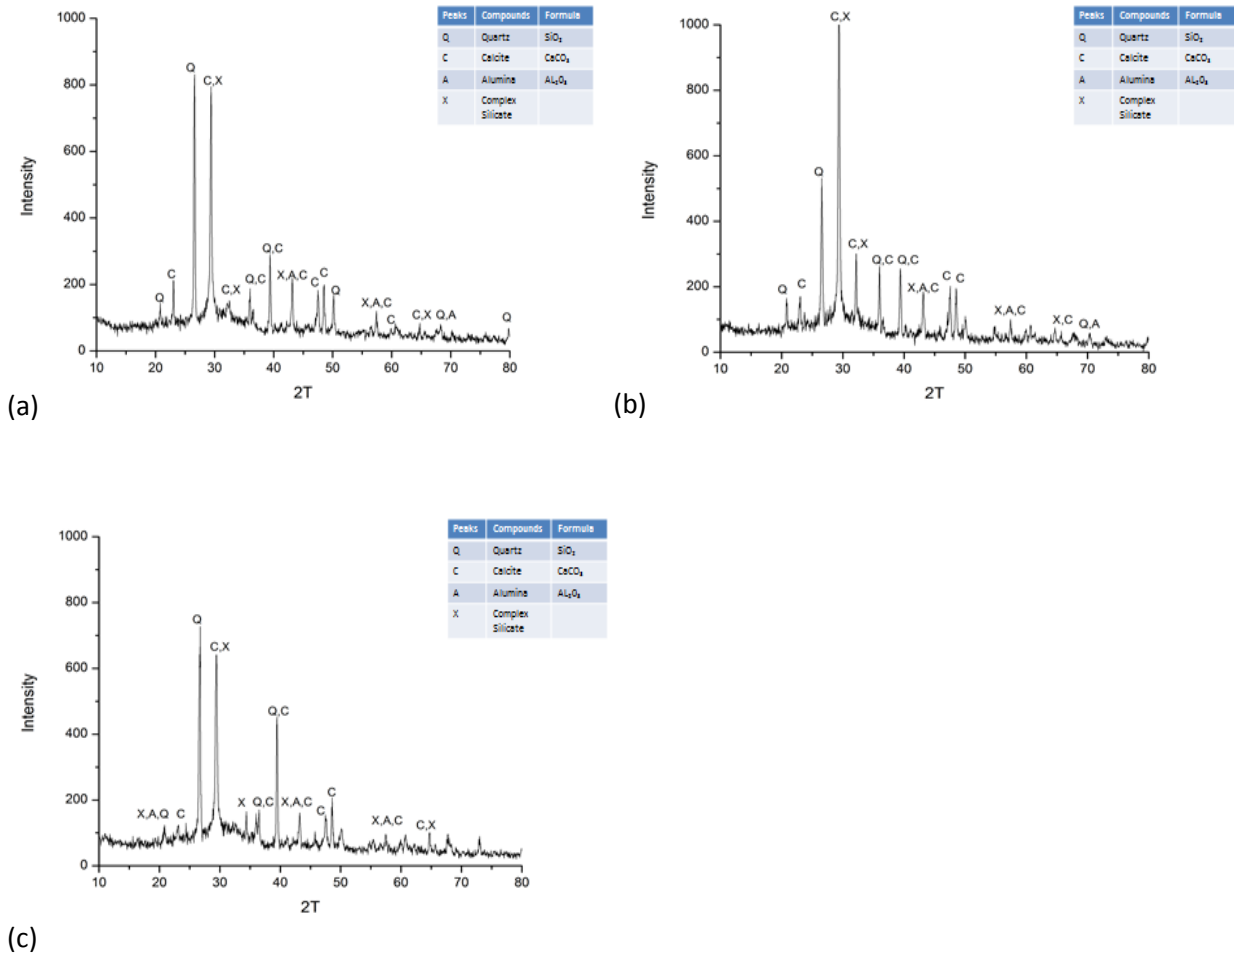 Peaks Compounds Formula
Q Quartz SiO₂
C Calcite CaCO₃
A Alumina AL₂O₃
X Complex Silicate
1000
800
600
400
200
0
Intensity
Q
C,X
Q
C
C,X
Q,C
Q,C
X,A,C
C
C
Q
X,A,C
C
C,X
Q,A
Q
10 20 30 40 50 60 70 80
2T
(a)
Peaks Compounds Formula
Q Quartz SiO₂
C Calcite CaCO₃
A Alumina AL₂O₃
X Complex Silicate
1000
800
600
400
200
0
Intensity
C,X
Q
Q
C
C,X
Q,C
Q,C
X,A,C
C
C
X,A,C
X,C
Q,A
10 20 30 40 50 60 70 80
2T
(b)
Peaks Compounds Formula
Q Quartz SiO₂
C Calcite CaCO₃
A Alumina AL₂O₃
X Complex Silicate
1000
800
600
400
200
0
Intensity
Q
C,X
Q,C
X,A,Q
C
X
Q,C
X,A,C
C
C
X,A,C
C,X
10 20 30 40 50 60 70 80
2T
(c)